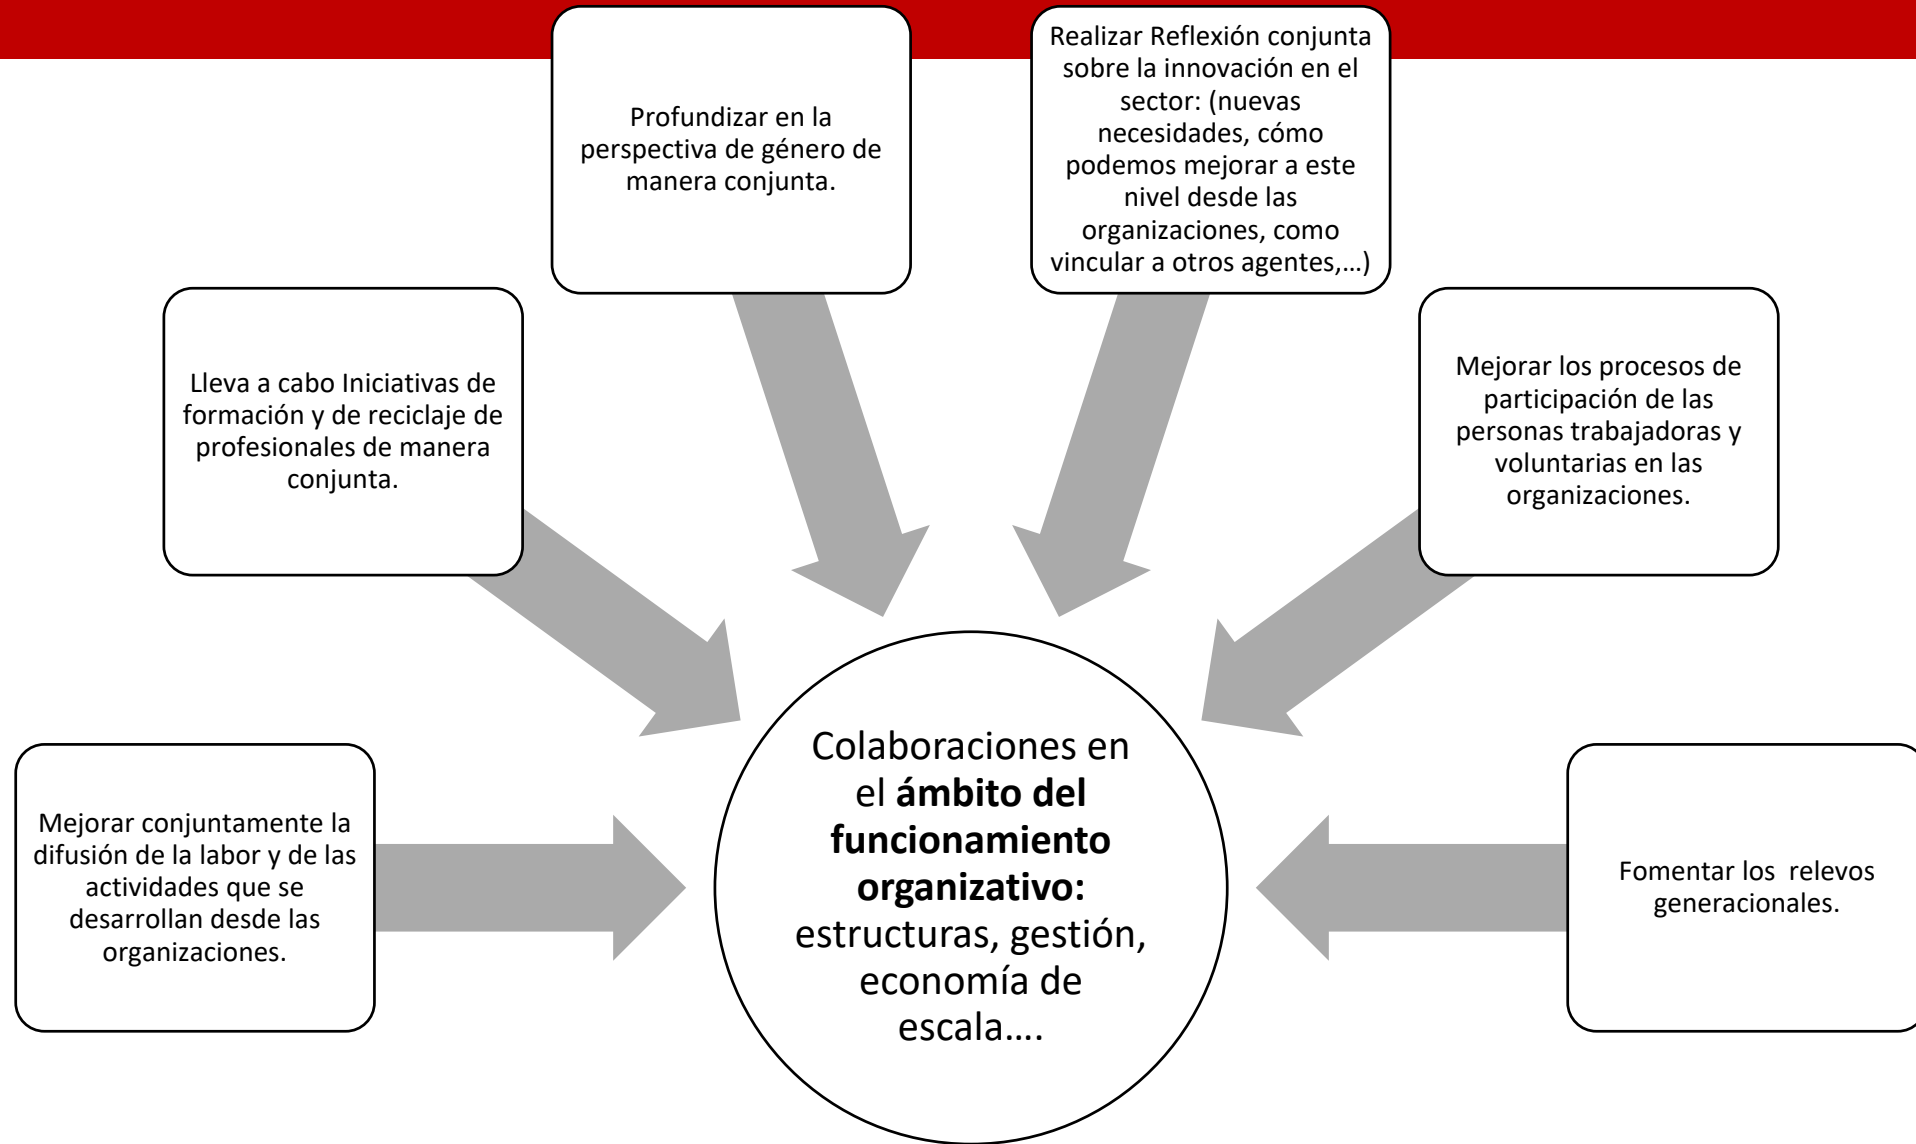 Profundizar en la
perspectiva de género de
manera conjunta.
Realizar Reflexión conjunta
sobre la innovación en el
sector: (nuevas
necesidades, cómo
podemos mejorar a este
nivel desde las
organizaciones, como
vincular a otros agentes,...)
Lleva a cabo Iniciativas de
formación y de reciclaje de
profesionales de manera
conjunta.
Mejorar los procesos de
participación de las
personas trabajadoras y
voluntarias en las
organizaciones.
Mejorar conjuntamente la
difusión de la labor y de las
actividades que se
desarrollan desde las
organizaciones.
Colaboraciones en
el ámbito del
funcionamiento
organizativo:
estructuras, gestión,
economía de
escala....
Fomentar los  relevos
generacionales.